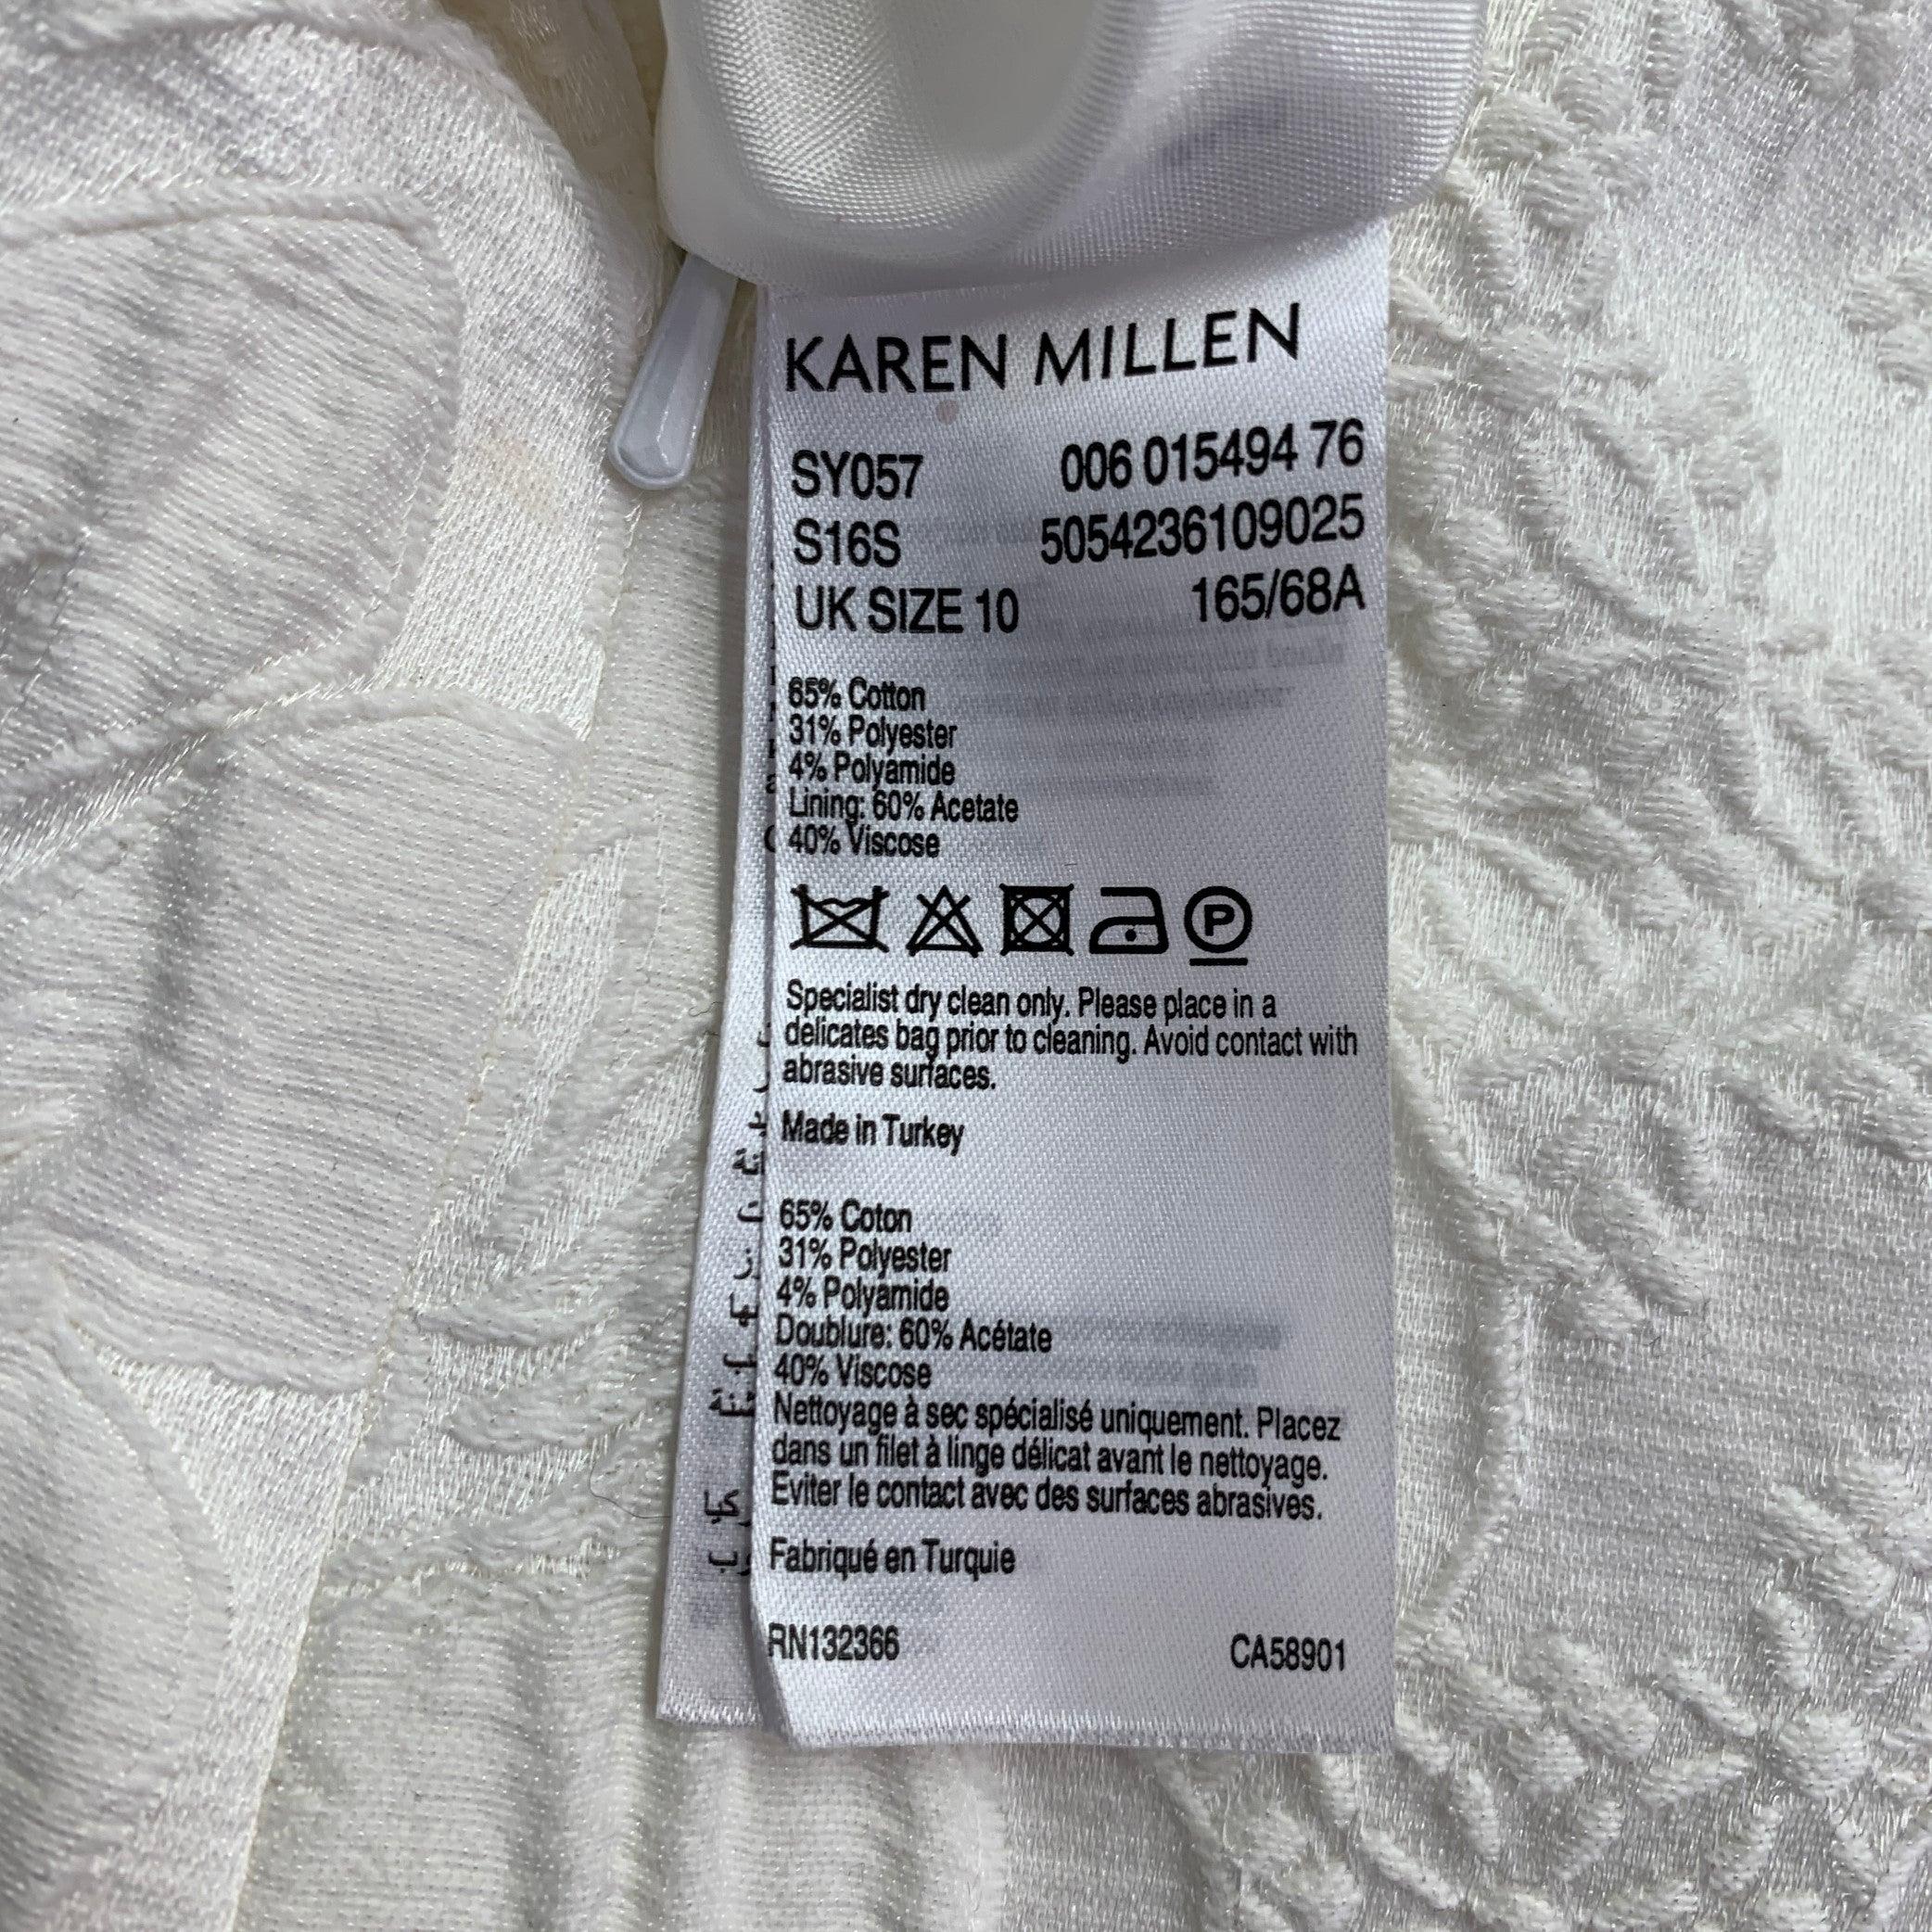 KAREN MILLEN
SY057 006 015494 76
S16S 5054236109025
UK SIZE 10 165/68A
65% Cotton
31% Polyester
4% Polyamide
Lining: 60% Acetate
40% Viscose
P
Specialist dry clean only. Please place in a
delicates bag prior to cleaning. Avoid contact with
abrasive surfaces.
Made in Turkey
65% Coton
31% Polyester
4% Polyamide
Doublure: 60% Acétate
40% Viscose
Nettoyage à sec spécialisé uniquement. Placez
dans un filet à linge délicat avant le nettoyage.
Eviter le contact avec des surfaces abrasives.
Fabriqué en Turquie
RN132366 CA58901